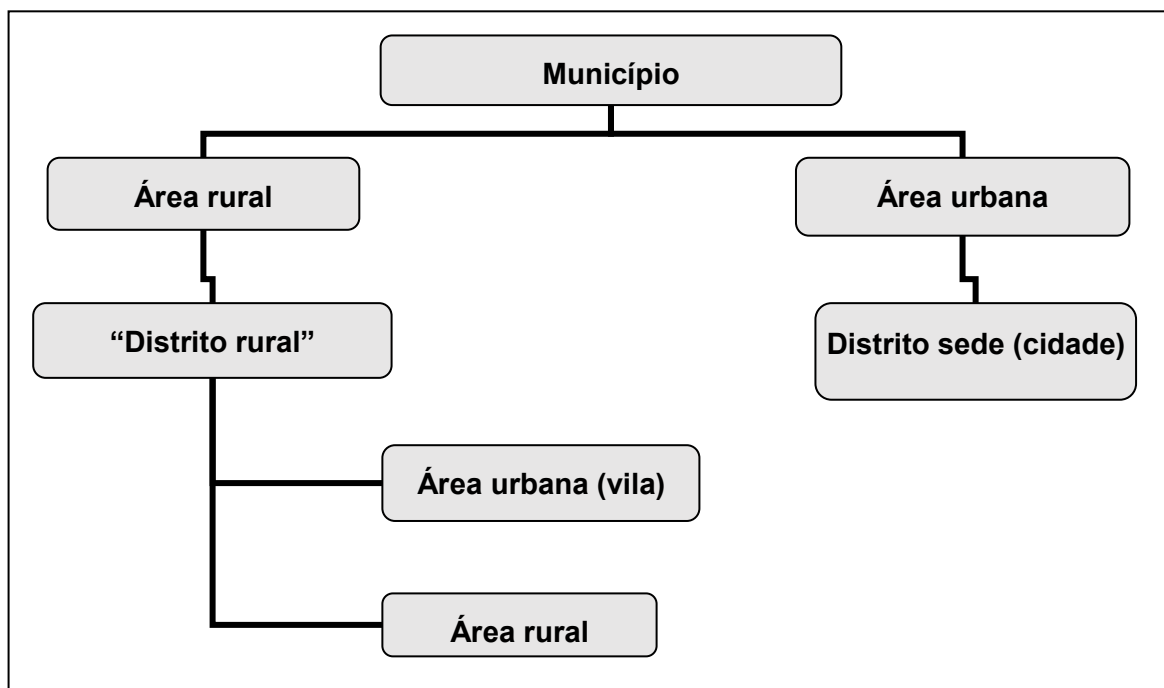 Município
Área rural
Área urbana
“Distrito rural”
Distrito sede (cidade)
Área urbana (vila)
Área rural